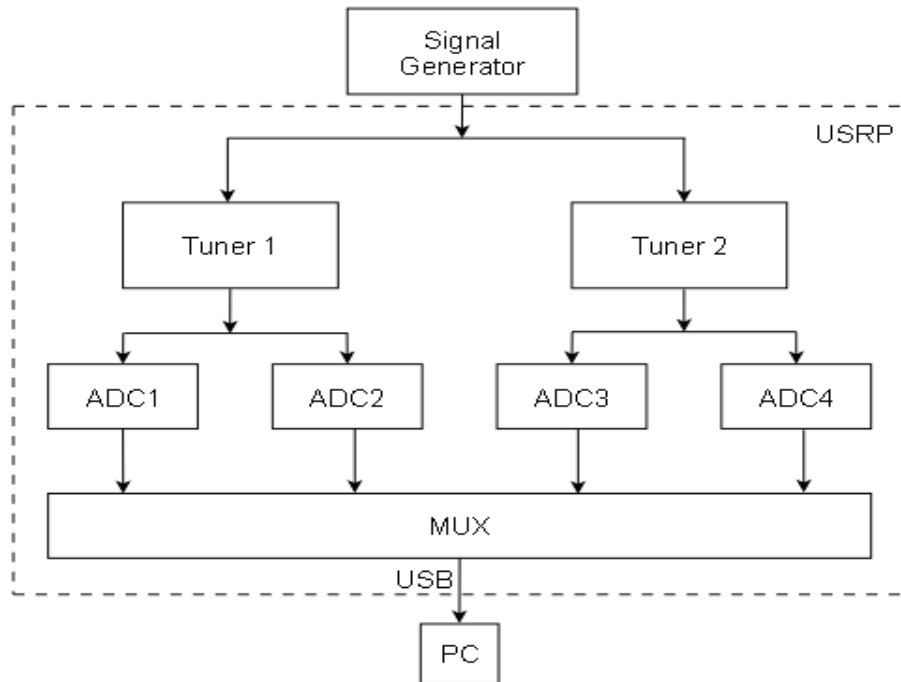 Signal
Generator
USRP
Tuner 1
Tuner 2
ADC1
ADC2
ADC3
ADC4
MUX
USB
PC